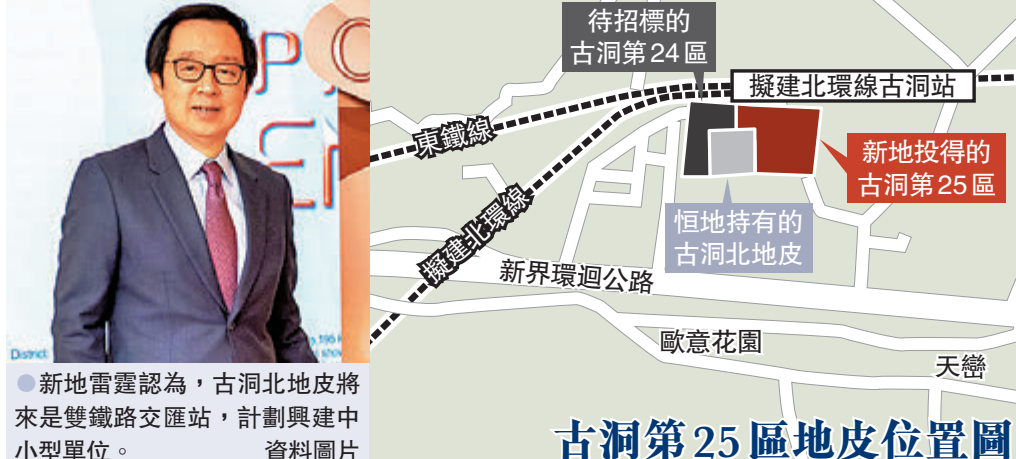 District:
●新地雷霆認為，古洞北地皮將
來是雙鐵路交匯站，計劃興建中
小型單位。 資料圖片
待招標的
古洞第24區
擬建北環線古洞站
東鐵線
新地投得的
古洞第25區
擬建北環線
恒地持有的
古洞北地皮
新界環迴公路
歐意花園
天巒
古洞第25區地皮位置圖